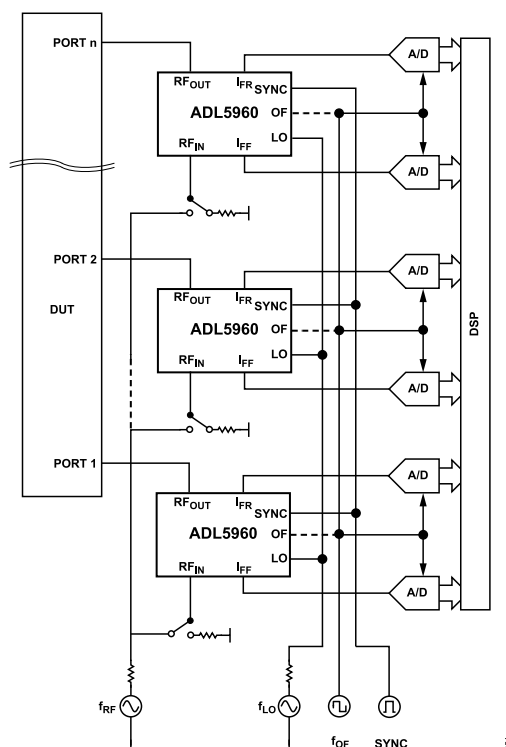 PORT n
RFOUT IFR
SYNC
ADL5960 OF
LO
RFIN IFF
A/D
A/D
PORT 2
DUT
RFOUT IFR
SYNC
ADL5960 OF
LO
RFIN IFF
A/D
A/D
DSP
PORT 1
RFOUT IFR
SYNC
ADL5960 OF
LO
RFIN IFF
A/D
A/D
fRF
fLO
fOF
SYNC